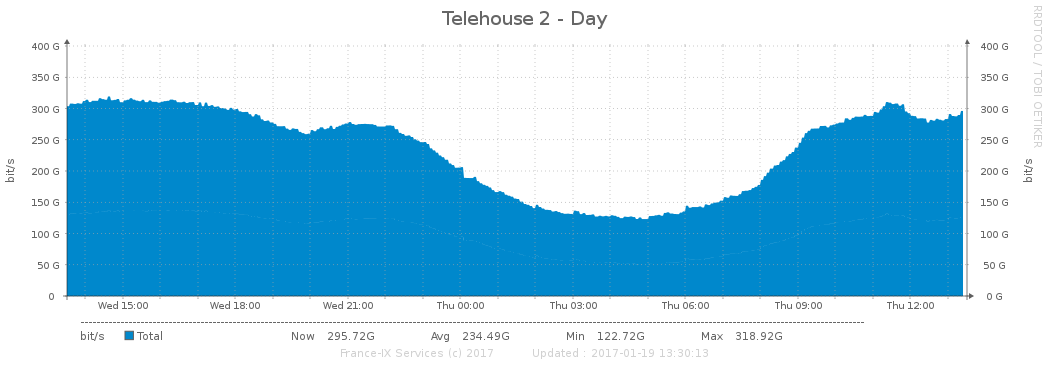 Telehouse 2 - Day
RRDTOOL / TOBI OETIKER
400 G 400 G
350 G 350 G
300 G 300 G
250 G 250 G
200 G 200 G
150 G 150 G
100 G 100 G
50 G 50 G
0 0 G
bit/s bit/s
Wed 15:00 Wed 18:00 Wed 21:00 Thu 00:00 Thu 03:00 Thu 06:00 Thu 09:00 Thu 12:00
bit/s Total Now 295.72G Avg 234.49G Min 122.72G Max 318.92G
France-IX Services (c) 2017 Updated : 2017-01-19 13:30:13